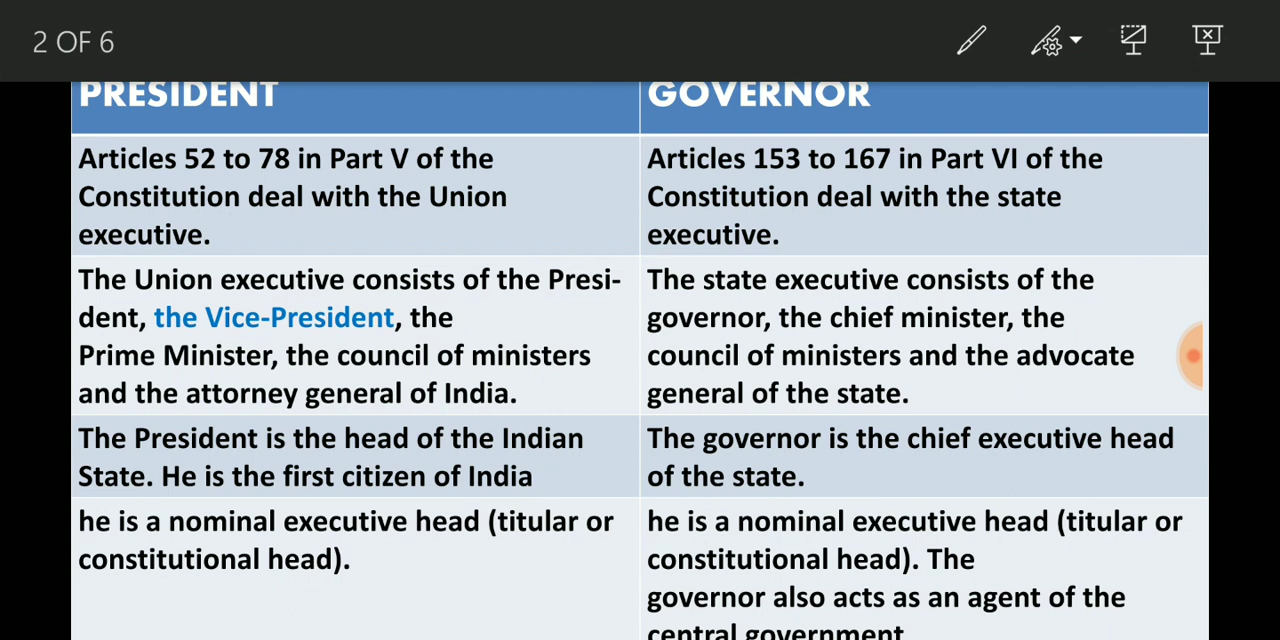 2 OF 6
PRESIDENT
GOVERNOR
Articles 52 to 78 in Part V of the
Constitution deal with the Union
executive.
Articles 153 to 167 in Part VI of the
Constitution deal with the state
executive.
The Union executive consists of the Presi-
dent, the Vice-President, the
Prime Minister, the council of ministers
and the attorney general of India.
The state executive consists of the
governor, the chief minister, the
council of ministers and the advocate
general of the state.
The President is the head of the Indian
State. He is the first citizen of India
The governor is the chief executive head
of the state.
he is a nominal executive head (titular or
constitutional head).
he is a nominal executive head (titular or
constitutional head). The
governor also acts as an agent of the
central government